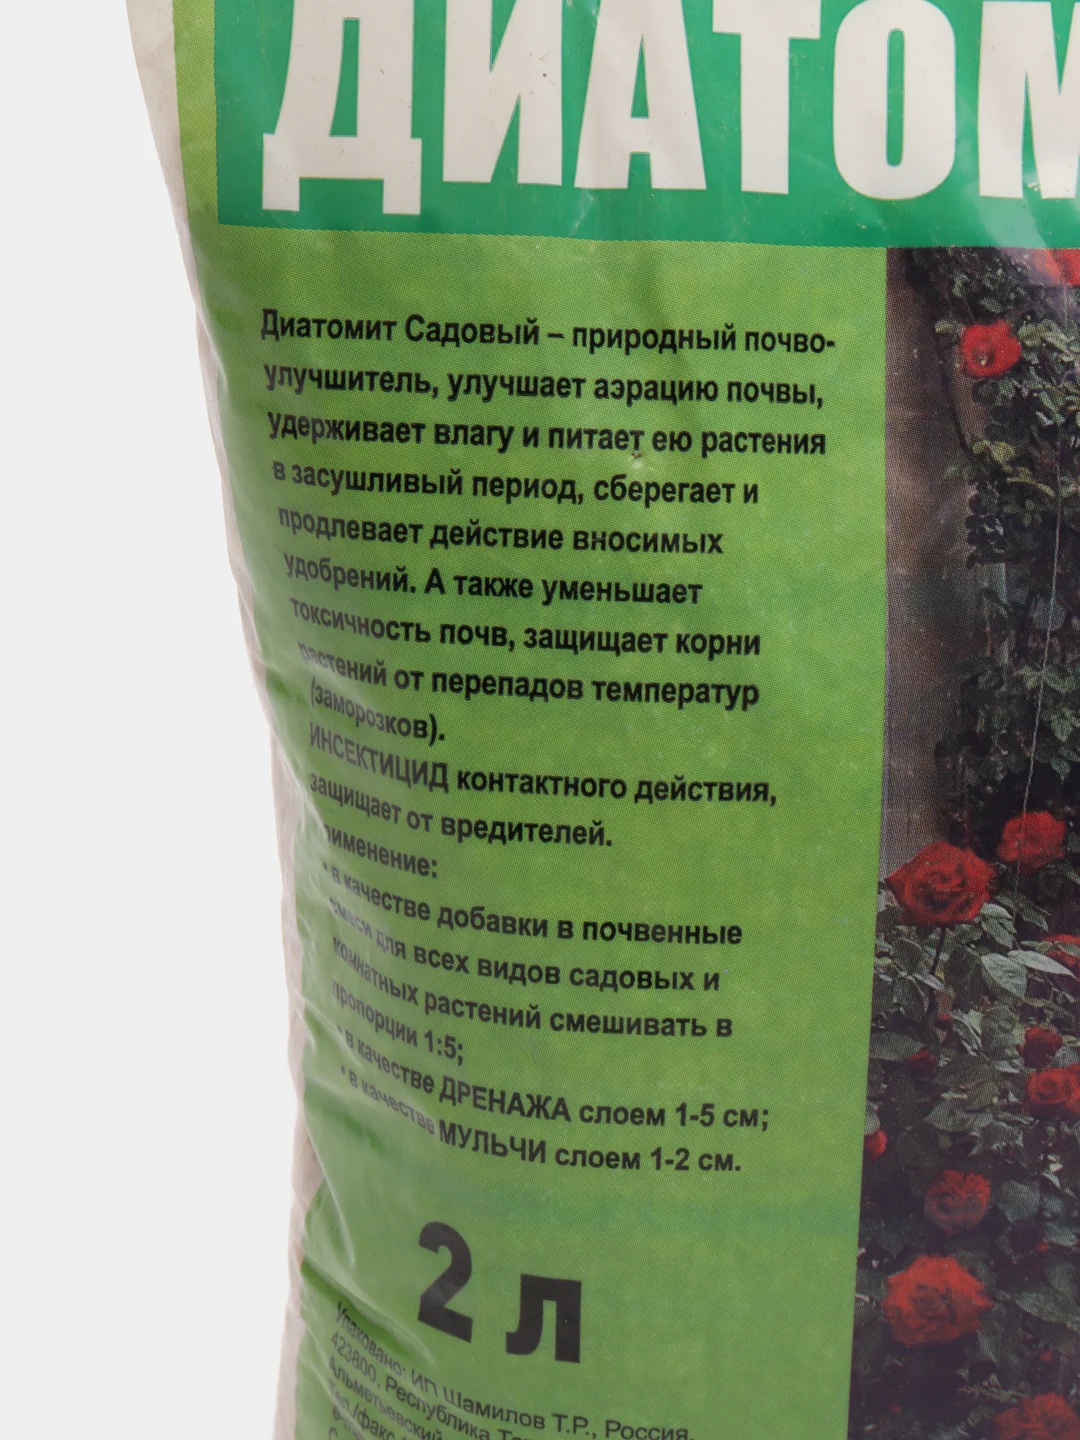 ДИАТОМ
Диатомит Садовый – природный почво-
улучшитель, улучшает аэрацию почвы,
удерживает влагу и питает ею растения
в засушливый период, сберегает и
продлевает действие вносимых
удобрений. А также уменьшает
токсичность почв, защищает корни
растений от перепадов температур
(заморозков).
ИНСЕКТИЦИД контактного действия,
защищает от вредителей.
рименение:
• в качестве добавки в почвенные
смеси для всех видов садовых и
комнатных растений смешивать в
пропорции 1:5;
• в качестве ДРЕНАЖА слоем 1-5 см;
• в качестве МУЛЬЧИ слоем 1-2 см.
2 л
Упаковано: ИП Шамилов Т.Р., Россия,
423800, Республика
Альметьевский
Тел./факс